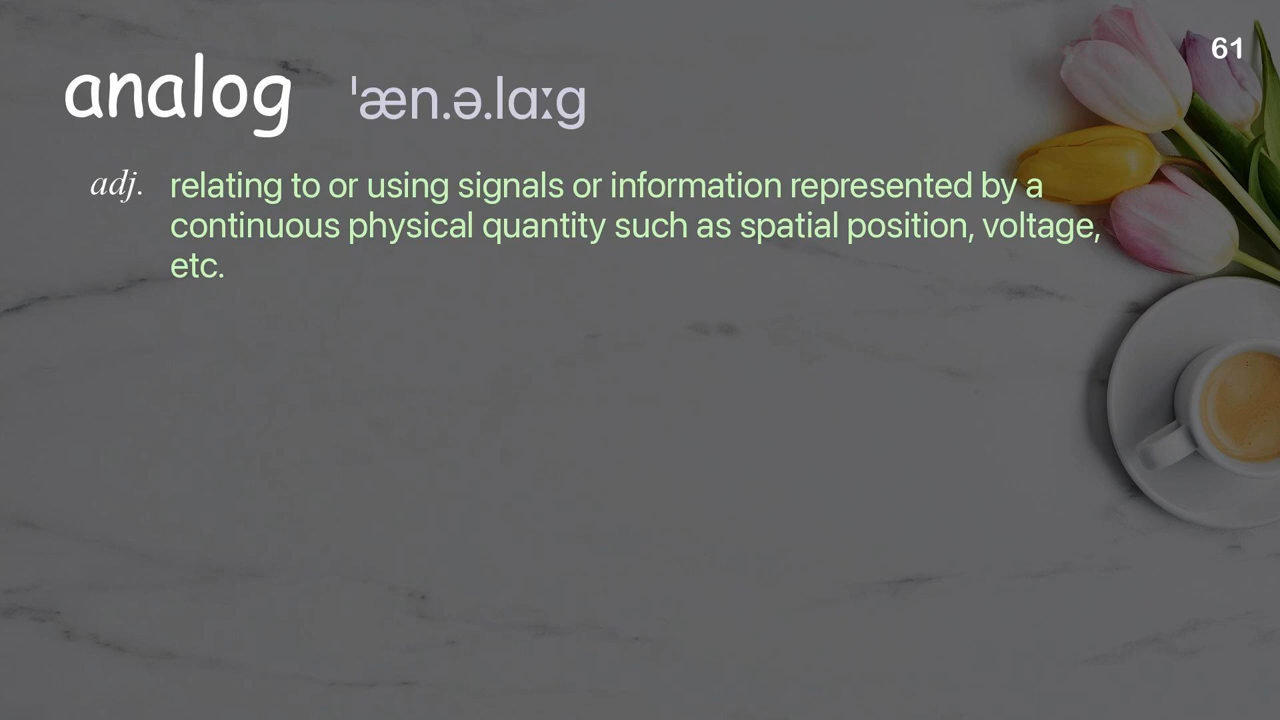 61
analog ˈæn.ə.lɑːg
adj. relating to or using signals or information represented by a
continuous physical quantity such as spatial position, voltage,
etc.